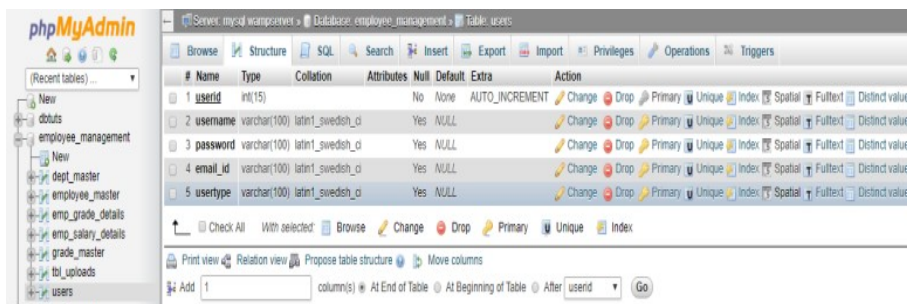 phpMyAdmin
(Recent tables) ...
New
dbtuts
employee_management
New
dept_master
employee_master
emp_grade_details
emp_salary_details
grade_master
tbl_uploads
users
Server: mysql wampserver » Database: employee_management » Table: users
Browse Structure SQL Search Insert Export Import Privileges Operations Triggers
# Name Type Collation Attributes Null Default Extra Action
1 userid int(15) No None AUTO_INCREMENT Change Drop Primary Unique Index Spatial Fulltext Distinct value
2 username varchar(100) latin1_swedish_ci Yes NULL Change Drop Primary Unique Index Spatial Fulltext Distinct value
3 password varchar(100) latin1_swedish_ci Yes NULL Change Drop Primary Unique Index Spatial Fulltext Distinct value
4 email_id varchar(100) latin1_swedish_ci Yes NULL Change Drop Primary Unique Index Spatial Fulltext Distinct value
5 usertype varchar(100) latin1_swedish_ci Yes NULL Change Drop Primary Unique Index Spatial Fulltext Distinct value
Check All With selected: Browse Change Drop Primary Unique Index
Print view Relation view Propose table structure Move columns
Add 1 column(s) At End of Table At Beginning of Table After userid Go